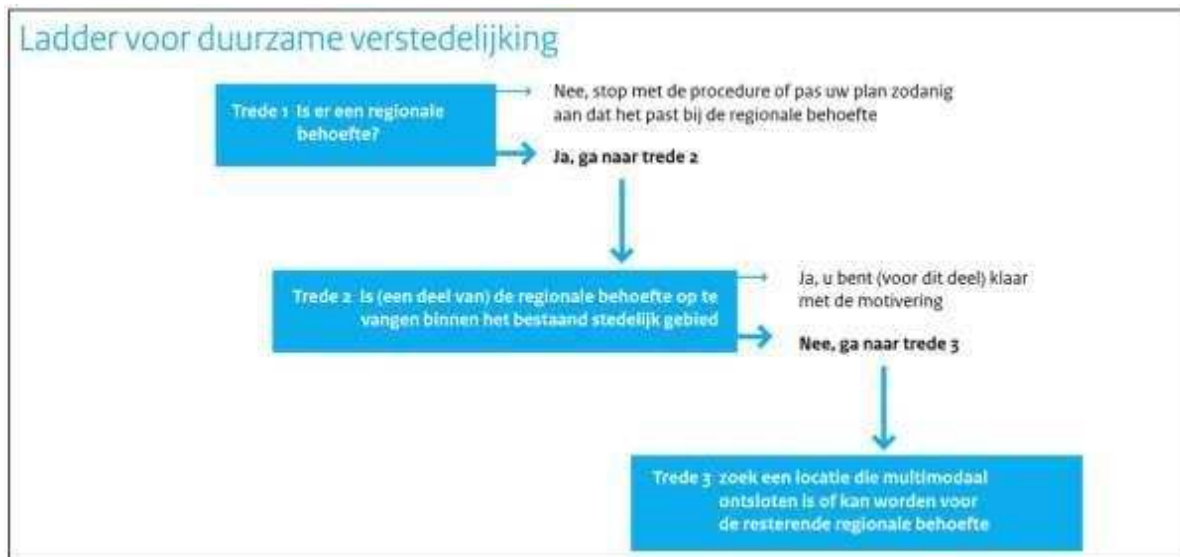 Ladder voor duurzame verstedelijking
Trede 1 Is er een regionale
behoefte?
Nee, stop met de procedure of pas uw plan zodanig
aan dat het past bij de regionale behoefte
Ja, ga naar trede 2
Trede 2 Is (een deel van) de regionale behoefte op te
vangen binnen het bestaand stedelijk gebied
Ja, u bent (voor dit deel) klaar
met de motivering
Nee, ga naar trede 3
Trede 3 zoek een locatie die multimodaal
ontsloten is of kan worden voor
de resterende regionale behoefte